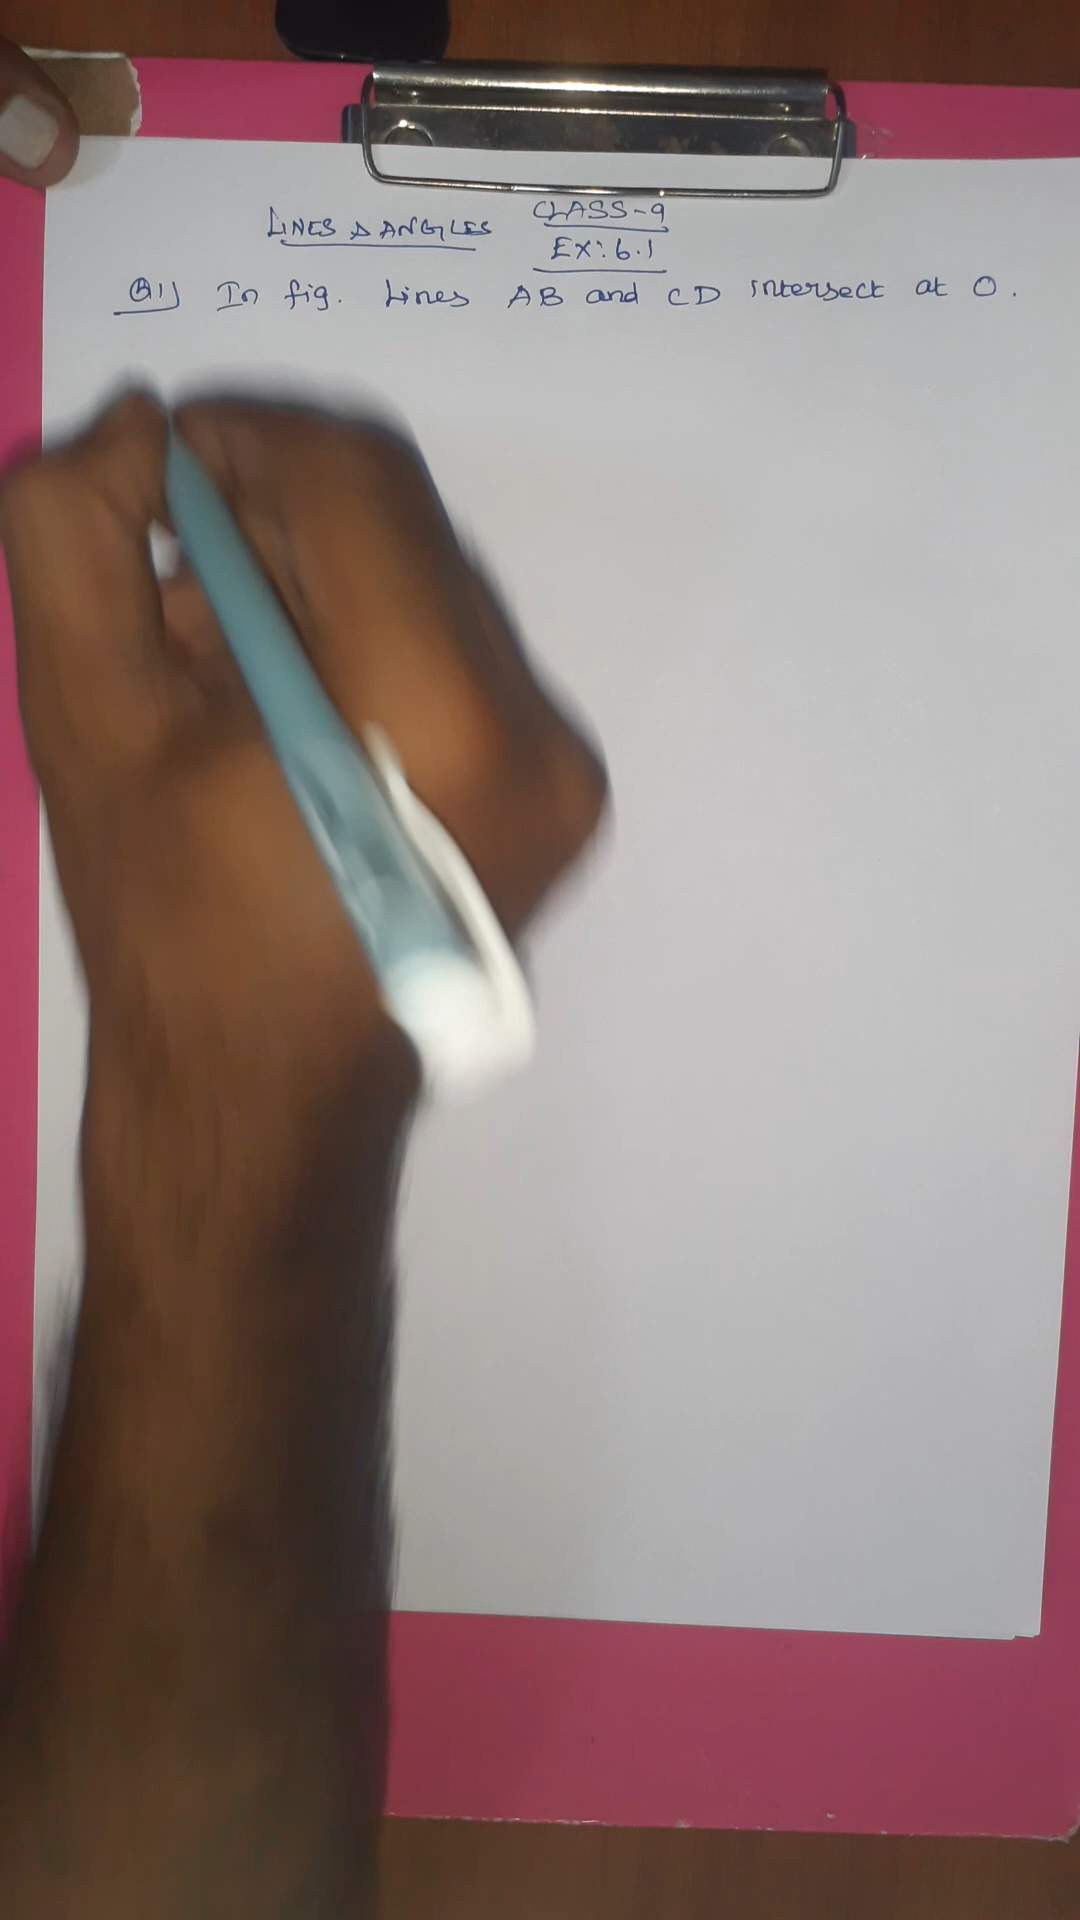 LINES & ANGLES CLASS-9
EX: 6.1
Q1) In fig. Lines AB and CD intersect at O.